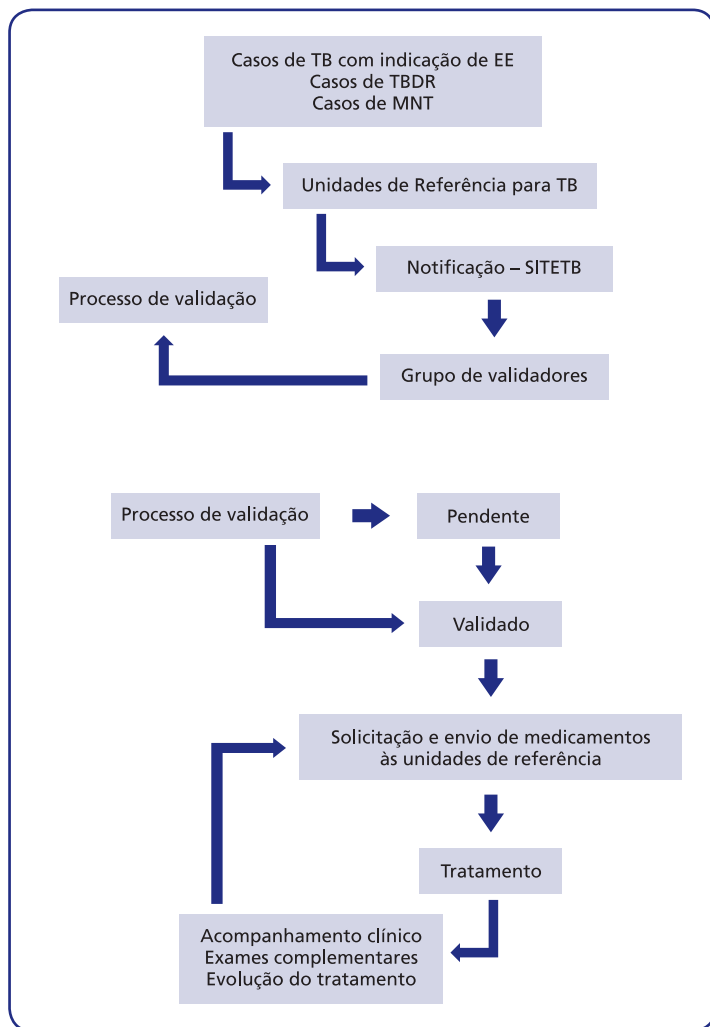 Casos de TB com indicação de EE
Casos de TBDR
Casos de MNT
Unidades de Referência para TB
Notificação – SITETB
Processo de validação
Grupo de validadores
Processo de validação
Pendente
Validado
Solicitação e envio de medicamentos
às unidades de referência
Tratamento
Acompanhamento clínico
Exames complementares
Evolução do tratamento